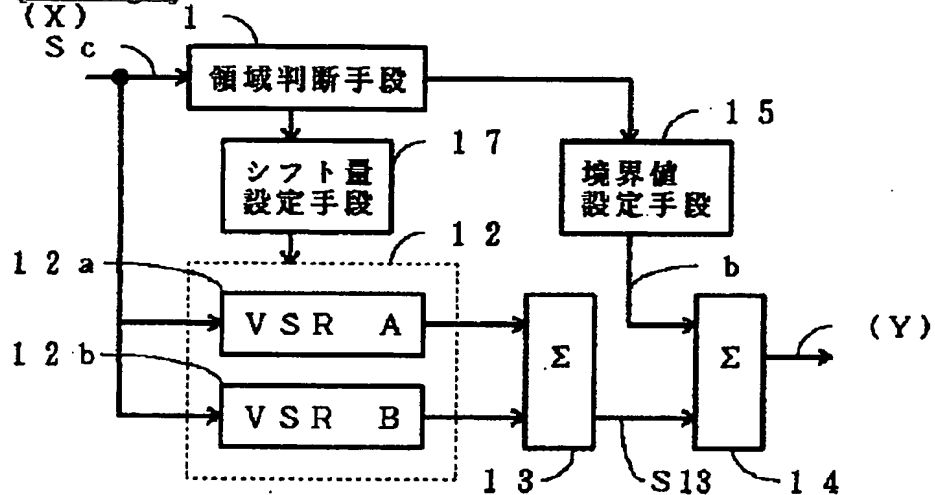 (X)
Sc
1
領域判断手段
17
シフト量
設定手段
15
境界値
設定手段
12
12a
VSR A
12b
VSR B
Σ
13
S13
b
Σ
14
(Y)